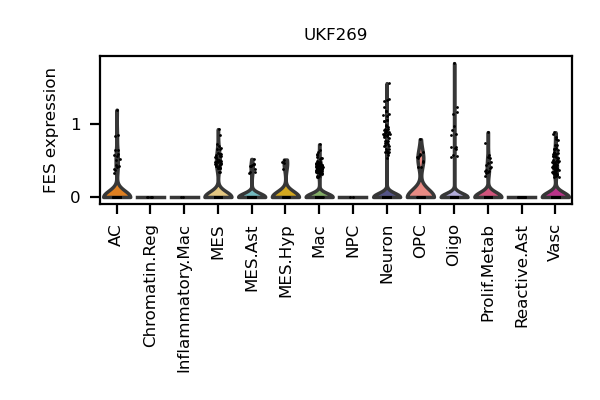 UKF269
FES expression
1
0
AC
Chromatin.Reg
Inflammatory.Mac
MES
MES.Ast
MES.Hyp
Mac
NPC
Neuron
OPC
Oligo
Prolif.Metab
Reactive.Ast
Vasc